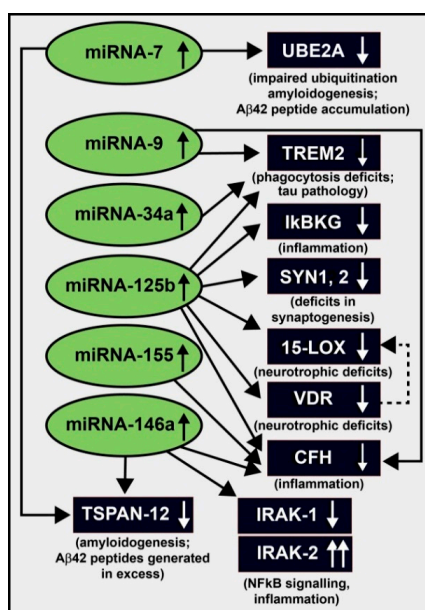 miRNA-7
UBE2A
(impaired ubiquitination
amyloidogenesis;
Aβ42 peptide accumulation)
miRNA-9
TREM2
(phagocytosis deficits;
tau pathology)
miRNA-34a
IkBKG
(inflammation)
miRNA-125b
SYN1, 2
(deficits in
synaptogenesis)
15-LOX
(neurotrophic deficits)
miRNA-155
VDR
(neurotrophic deficits)
miRNA-146a
CFH
(inflammation)
TSPAN-12
(amyloidogenesis;
Aβ42 peptides generated
in excess)
IRAK-1
IRAK-2
(NFkB signalling,
inflammation)